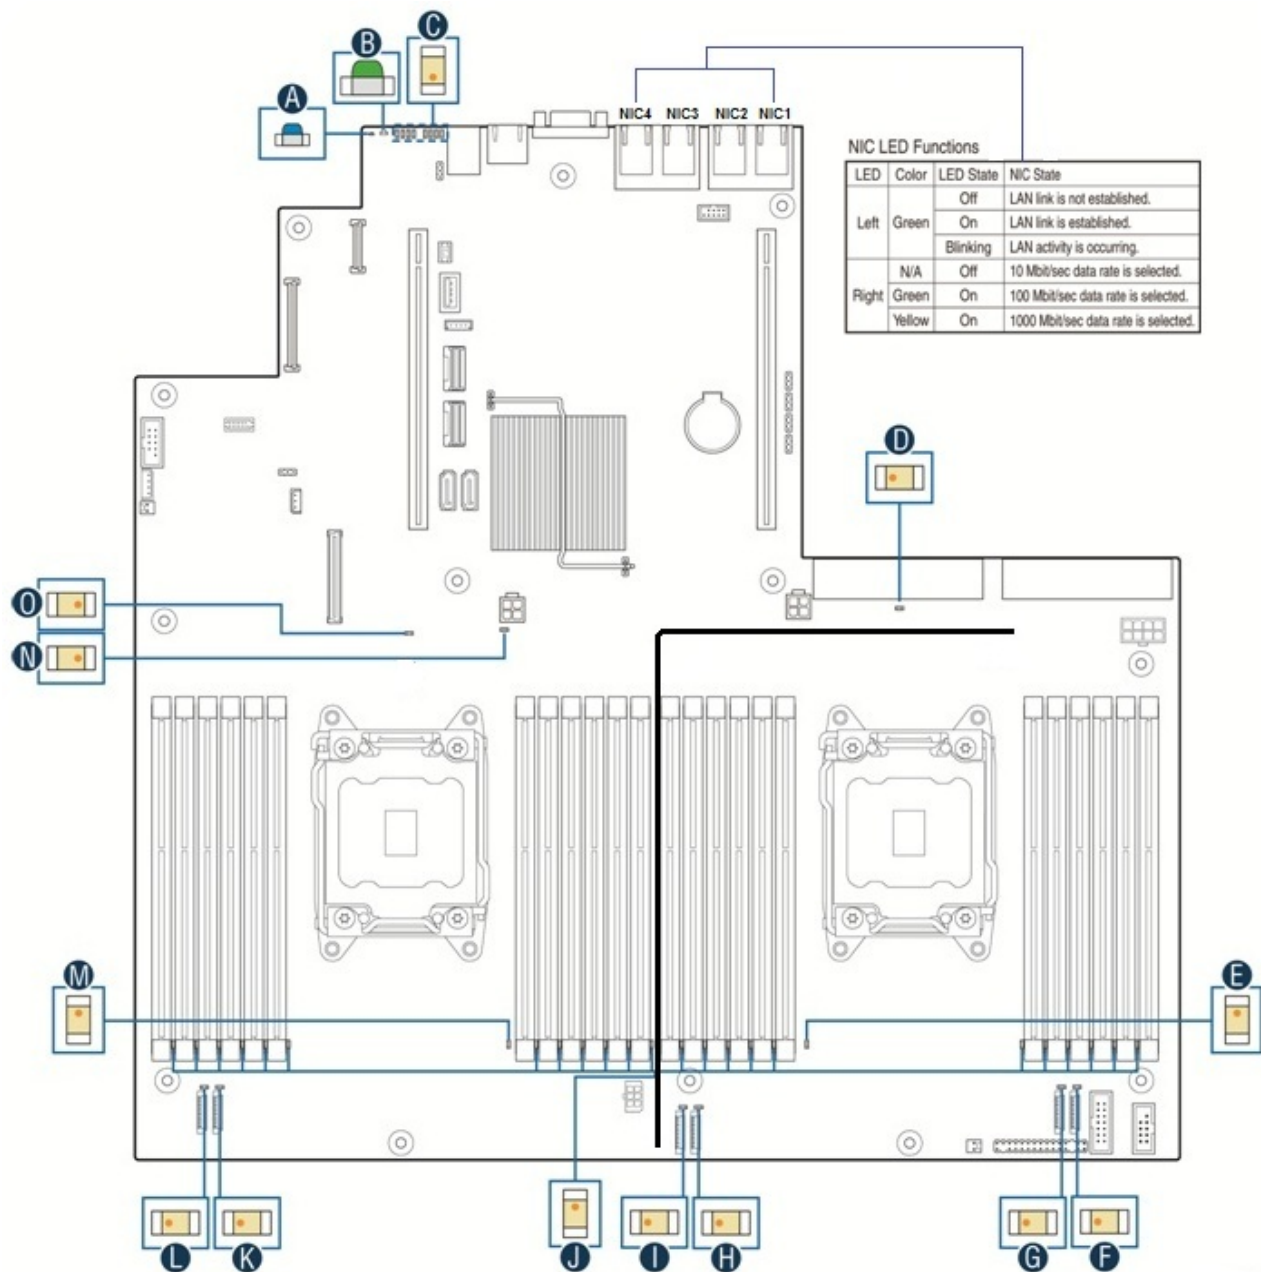 C
B
A
NIC4 NIC3 NIC2 NIC1
NIC LED Functions
LED Color LED State NIC State
Left Green Off LAN link is not established.
On LAN link is established.
Blinking LAN activity is occurring.
Right N/A Off 10 Mbit/sec data rate is selected.
Green On 100 Mbit/sec data rate is selected.
Yellow On 1000 Mbit/sec data rate is selected.
D
O
N
M
E
L
K
J
I
H
G
F